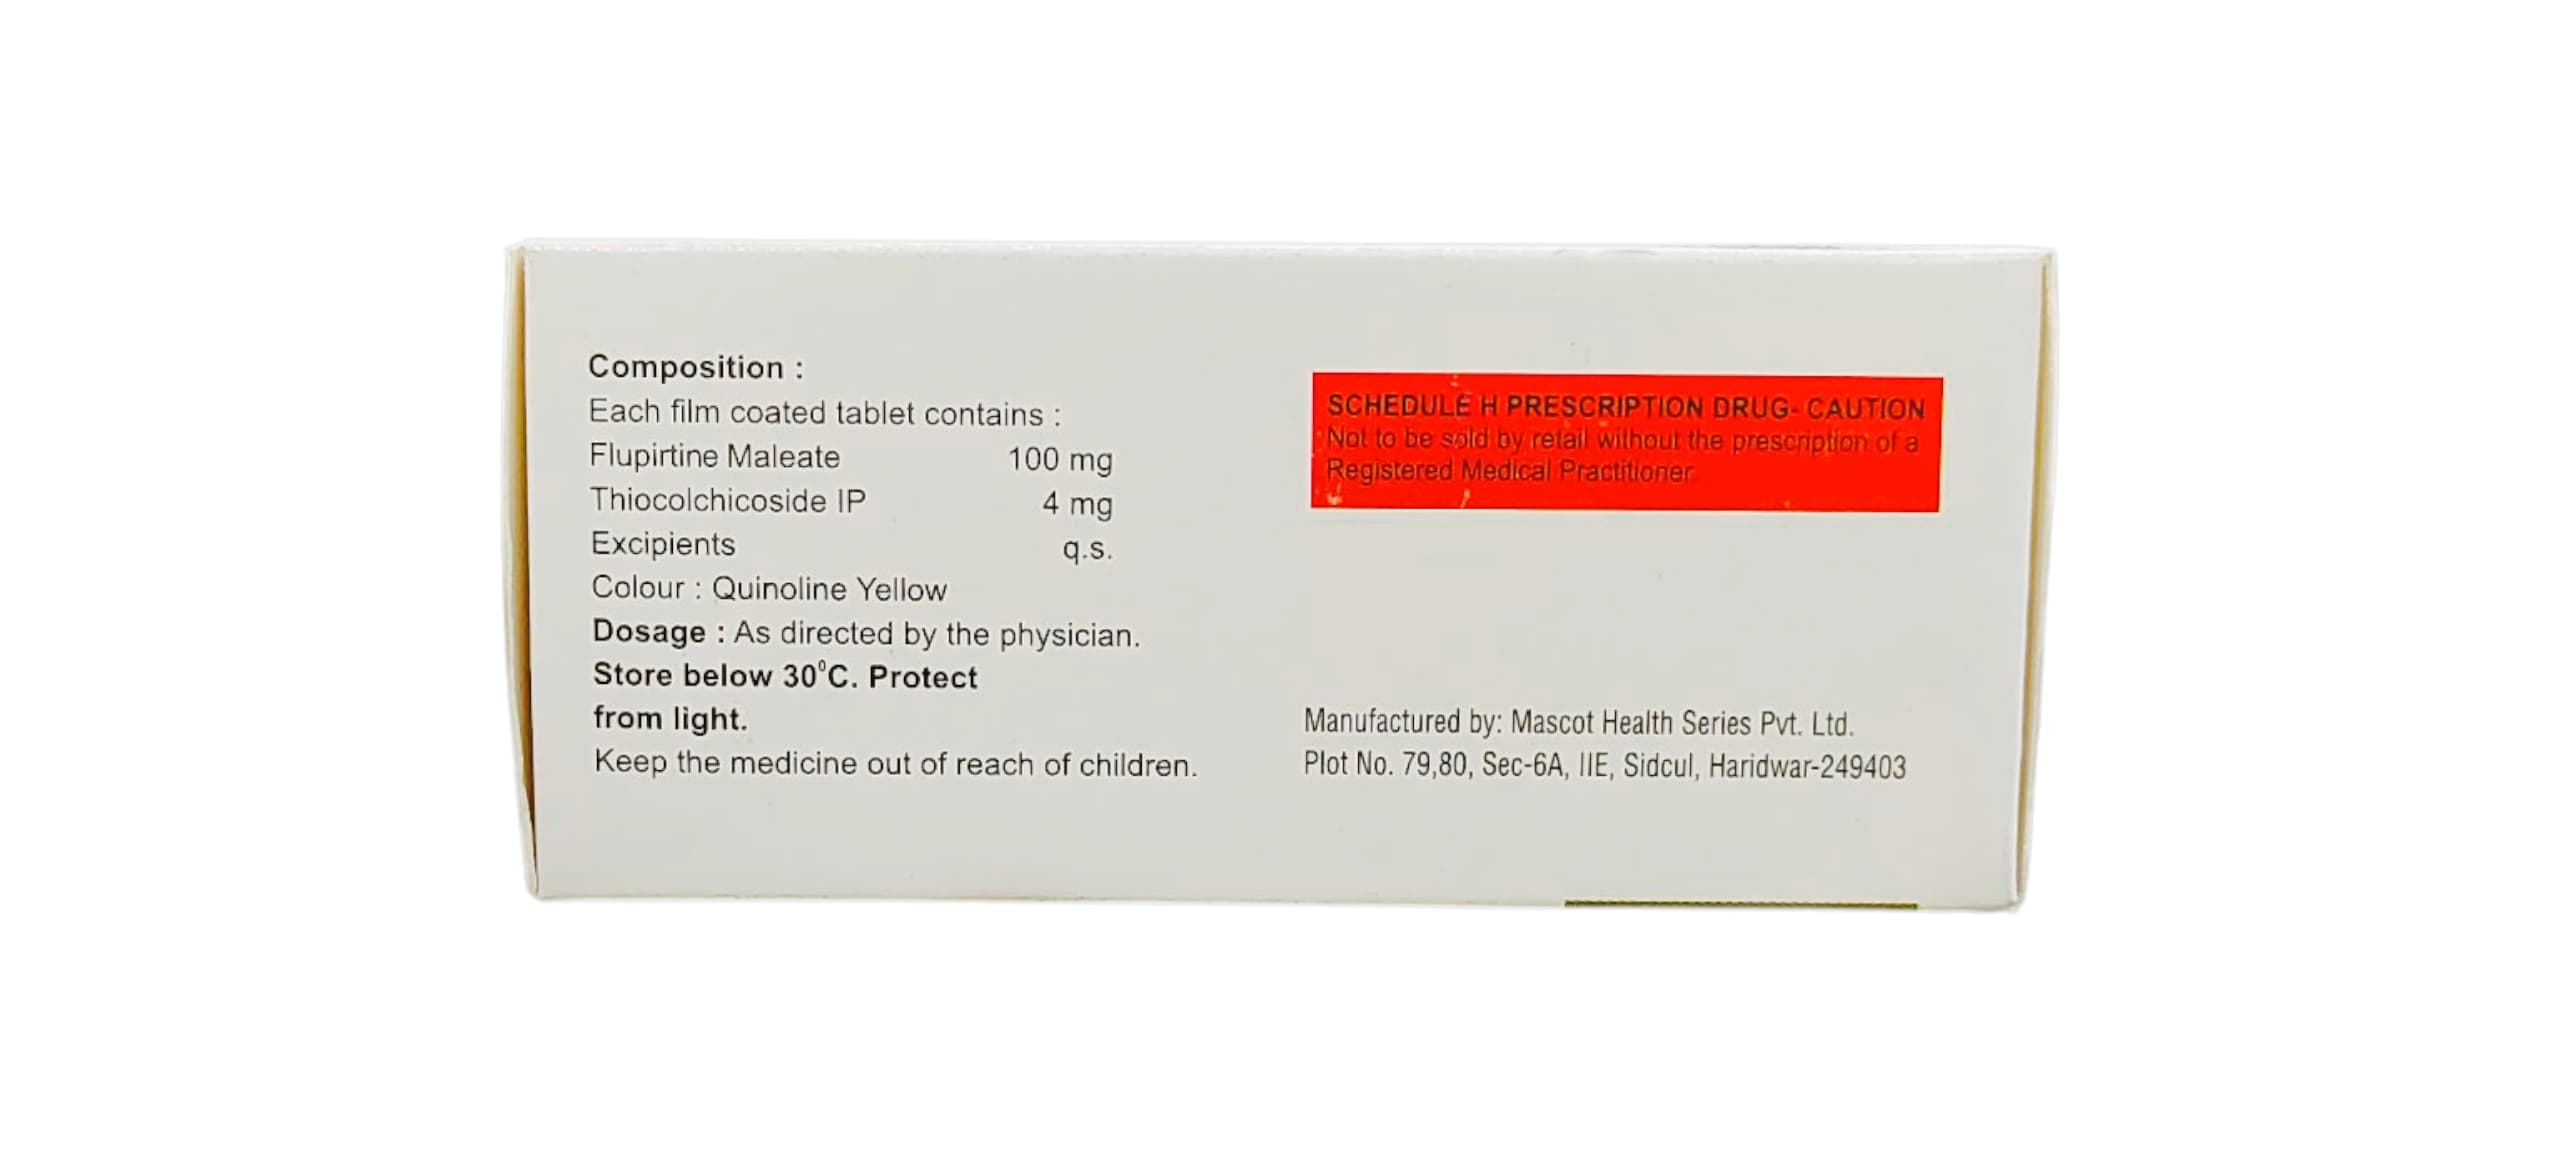 Composition :
Each film coated tablet contains :
Flupirtine Maleate 100 mg
Thiocolchicoside IP 4 mg
Excipients q.s.
Colour : Quinoline Yellow
Dosage : As directed by the physician.
Store below 30⁰C. Protect
from light.
Keep the medicine out of reach of children.
SCHEDULE H PRESCRIPTION DRUG- CAUTION
Not to be sold by retail without the prescription of a
Registered Medical Practitioner.
Manufactured by: Mascot Health Series Pvt. Ltd.
Plot No. 79,80, Sec-6A, IIE, Sidcul, Haridwar-249403